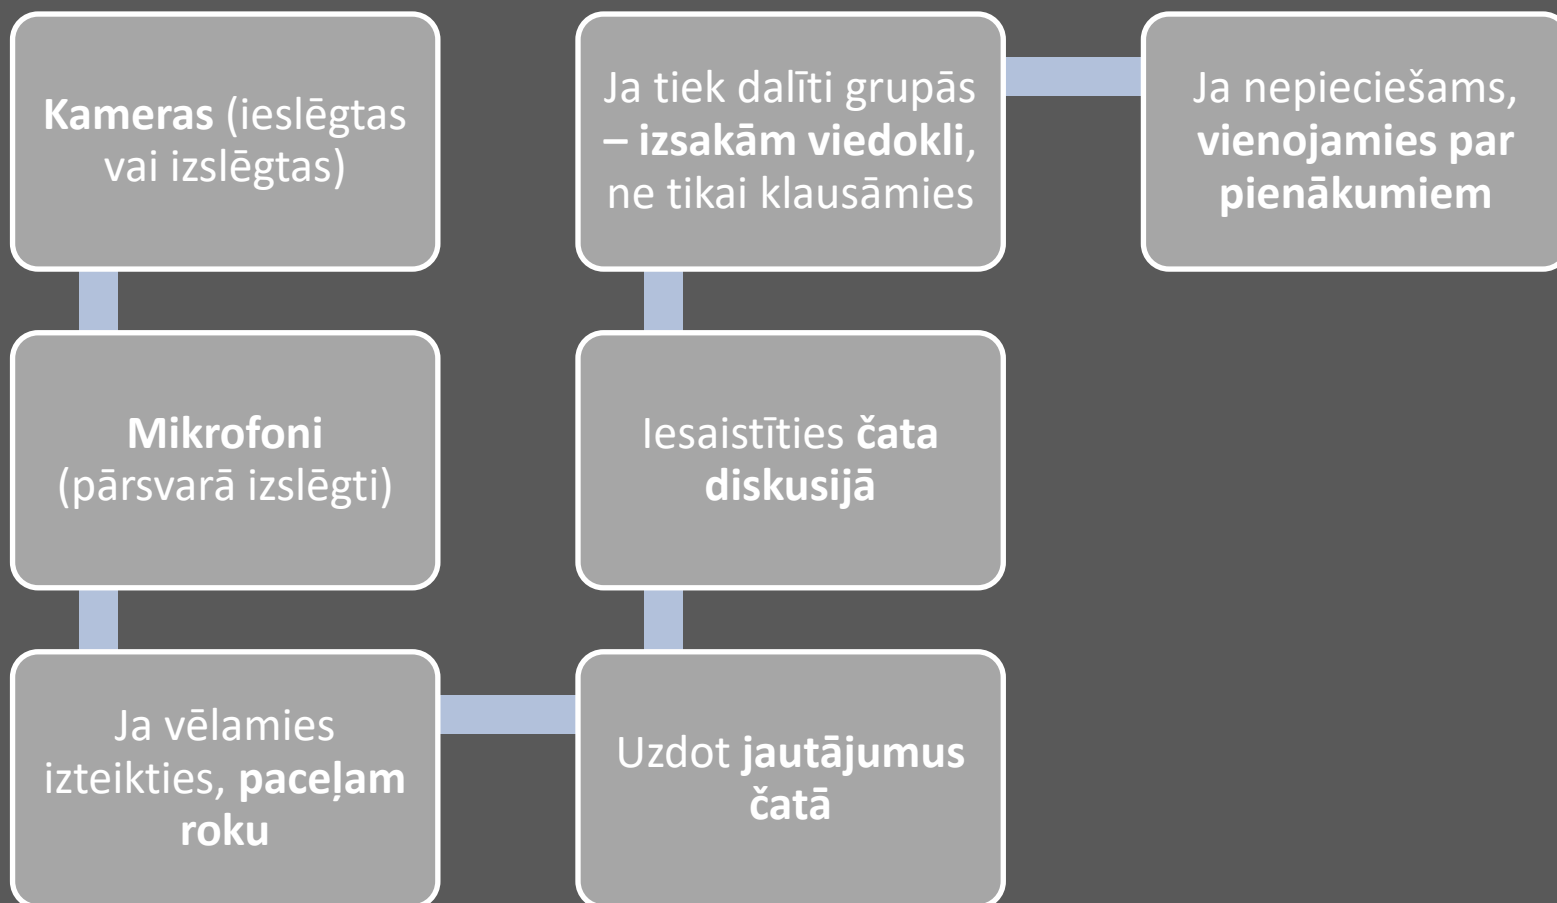 Kameras (ieslēgtas
vai izslēgtas)
Mikrofoni
(pārsvarā izslēgti)
Ja vēlamies
izteikties, paceļam
roku
Uzdot jautājumus
čatā
Iesaistīties čata
diskusijā
Ja tiek dalīti grupās
– izsakām viedokli,
ne tikai klausāmies
Ja nepieciešams,
vienojamies par
pienākumiem